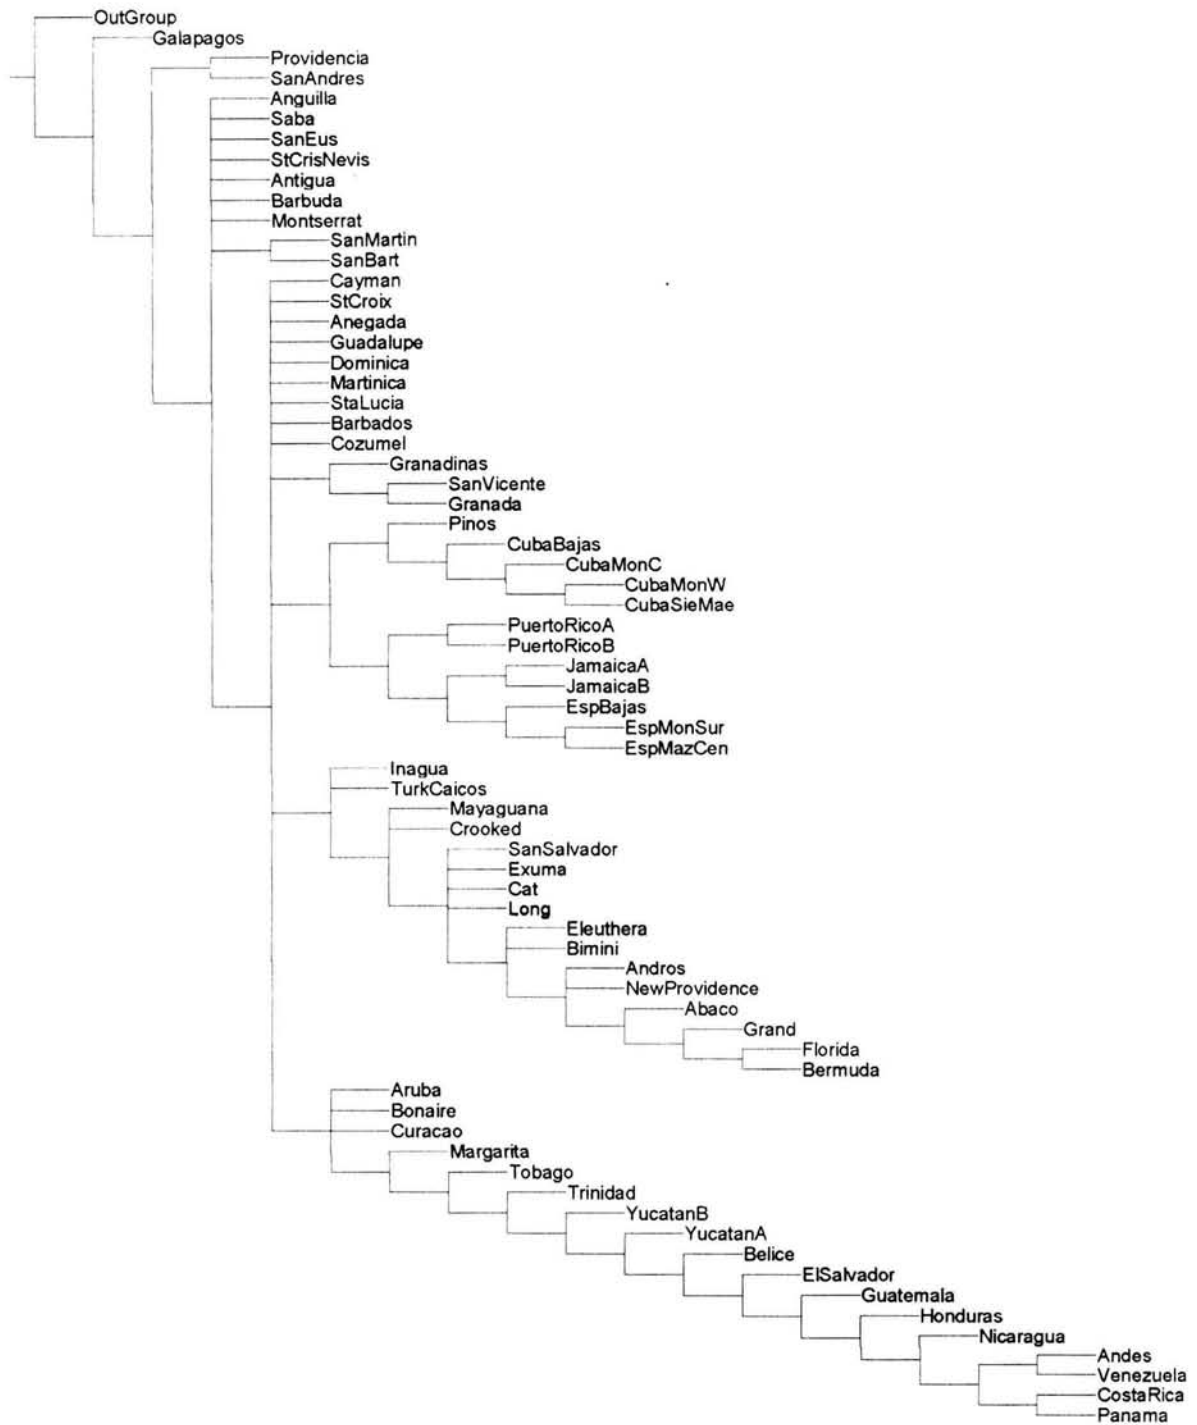 OutGroup
Galapagos
Providencia
SanAndres
Anguilla
Saba
SanEus
StCrisNevis
Antigua
Barbuda
Montserrat
SanMartin
SanBart
Cayman
StCroix
Anegada
Guadalupe
Dominica
Martinica
StaLucia
Barbados
Cozumel
Granadinas
SanVicente
Granada
Pinos
CubaBajas
CubaMonC
CubaMonW
CubaSieMae
PuertoRicoA
PuertoRicoB
JamaicaA
JamaicaB
EspBajas
EspMonSur
EspMazCen
Inagua
TurkCaicos
Mayaguana
Crooked
SanSalvador
Exuma
Cat
Long
Eleuthera
Bimini
Andros
NewProvidence
Abaco
Grand
Florida
Bermuda
Aruba
Bonaire
Curacao
Margarita
Tobago
Trinidad
YucatanB
YucatanA
Belice
ElSalvador
Guatemala
Honduras
Nicaragua
Andes
Venezuela
CostaRica
Panama